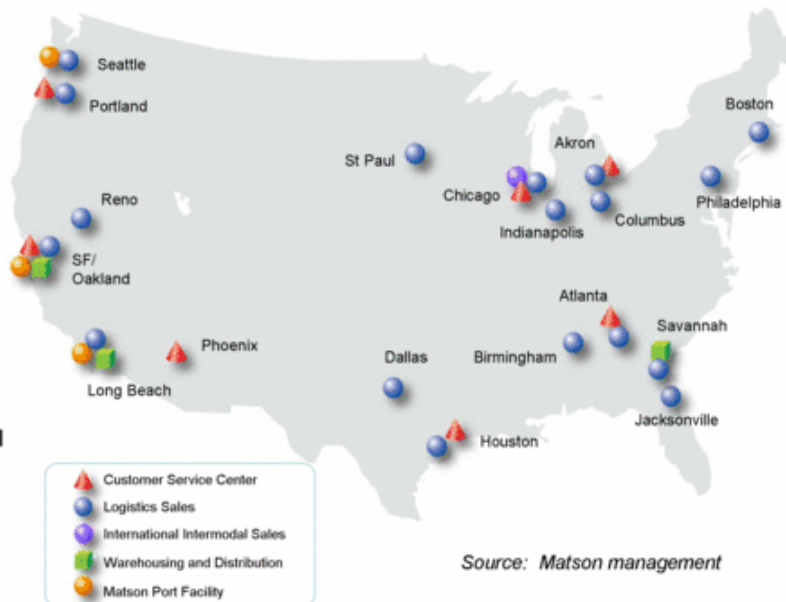 Seattle
Portland
Boston
Akron
St Paul
Chicago
Philadelphia
Reno
Columbus
Indianapolis
SF/
Oakland
Atlanta
Savannah
Phoenix
Dallas
Birmingham
Long Beach
Jacksonville
Houston
Customer Service Center
Logistics Sales
International Intermodal Sales
Warehousing and Distribution
Matson Port Facility
Source: Matson management